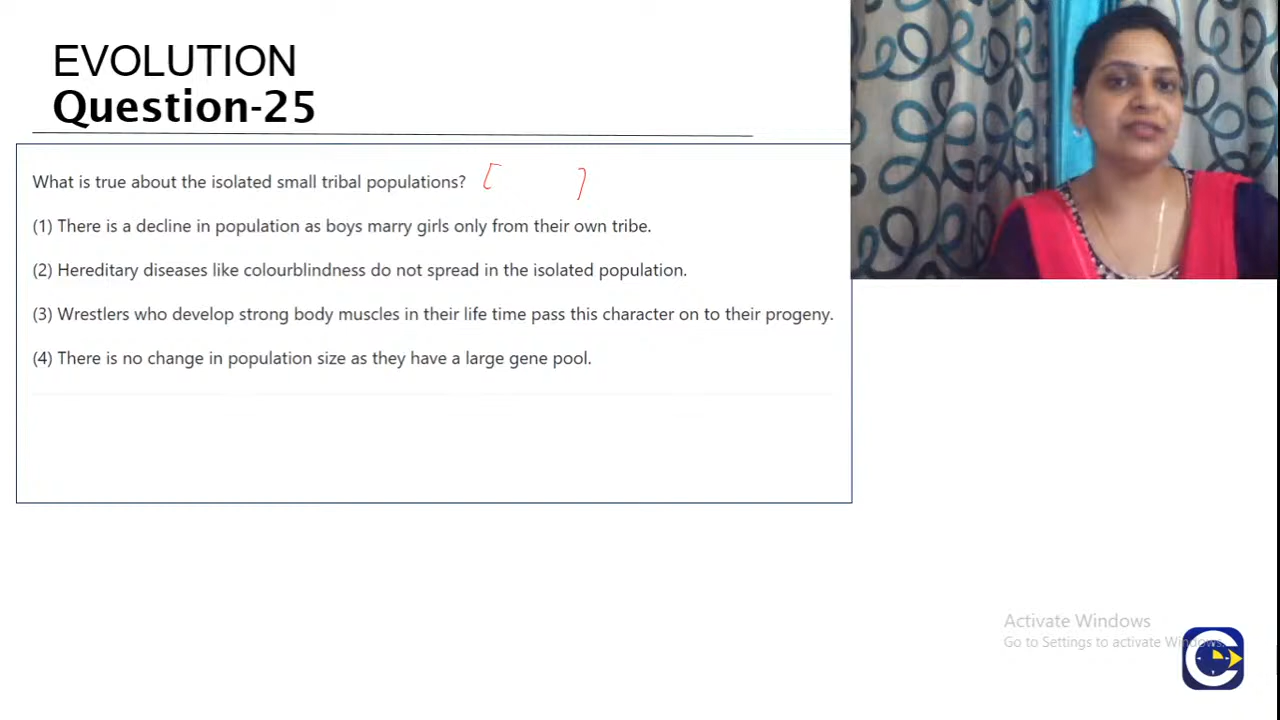 EVOLUTION
Question-25
What is true about the isolated small tribal populations?
(1) There is a decline in population as boys marry girls only from their own tribe.
(2) Hereditary diseases like colourblindness do not spread in the isolated population.
(3) Wrestlers who develop strong body muscles in their life time pass this character on to their progeny.
(4) There is no change in population size as they have a large gene pool.
Activate Windows
Go to Settings to activate Windows.